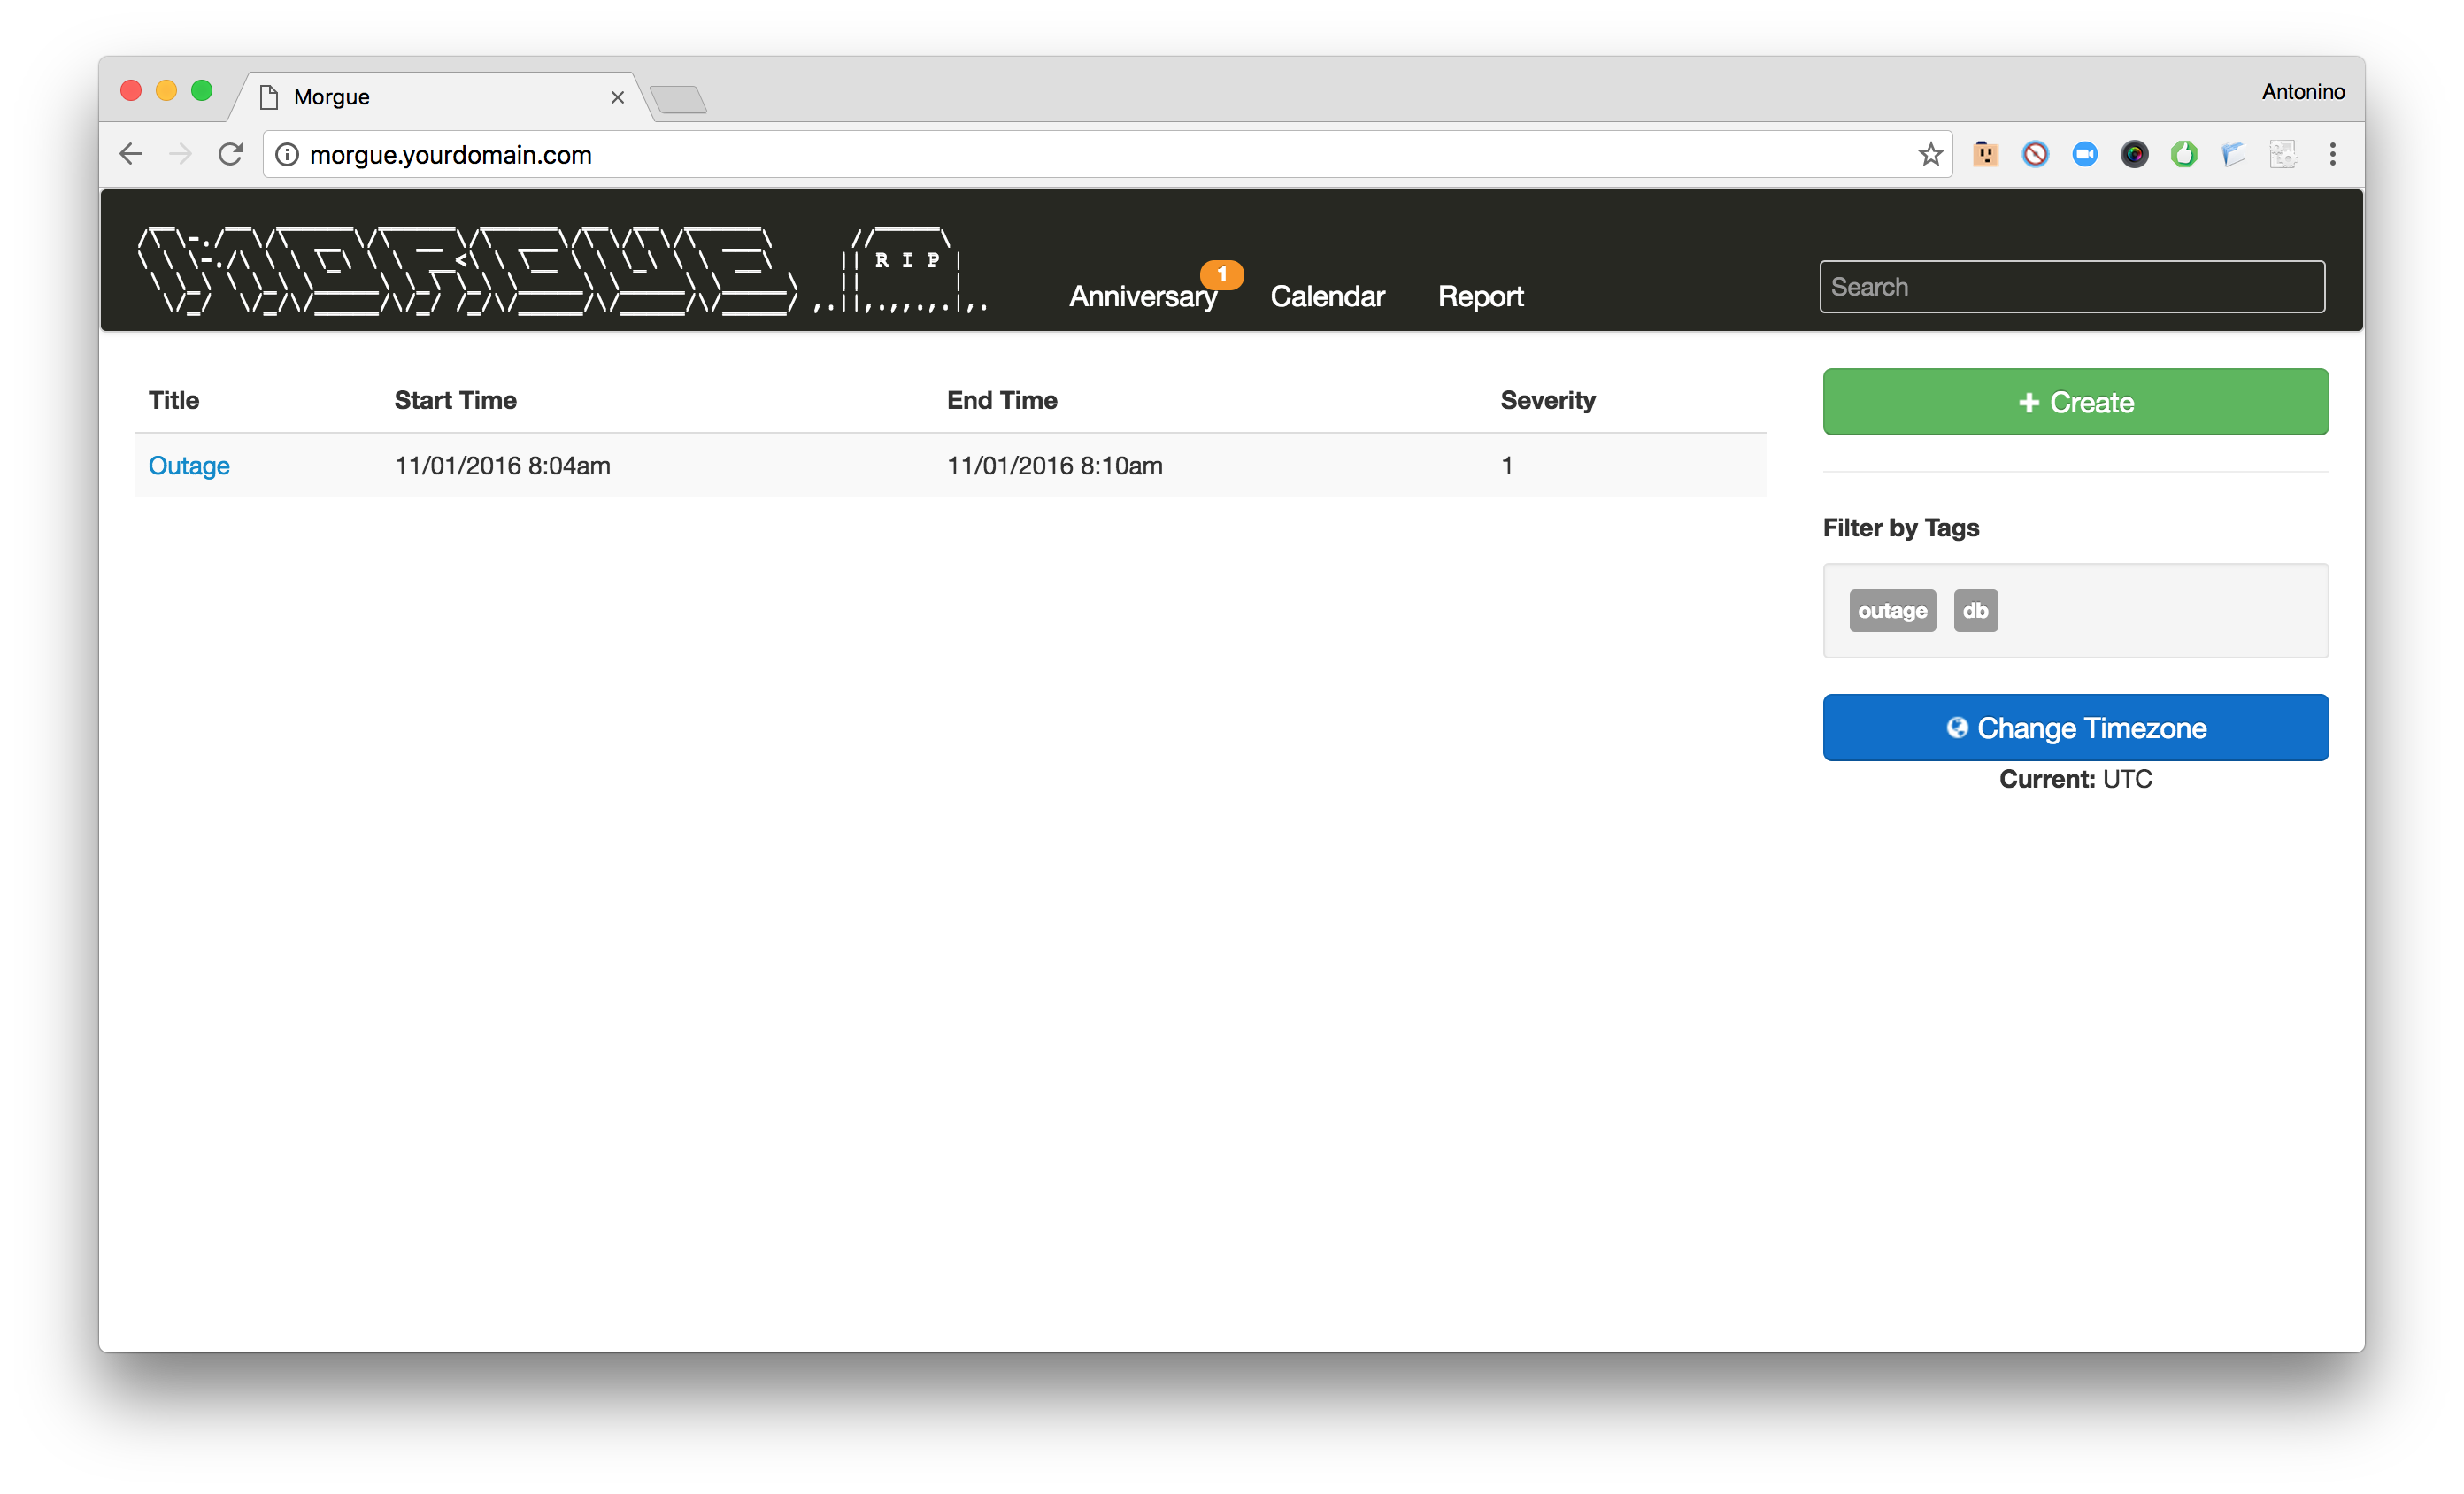 Morgue
Antonino
morgue.yourdomain.com
R I P
Anniversary 1 Calendar Report
Search
Title Start Time End Time Severity
Outage 11/01/2016 8:04am 11/01/2016 8:10am 1
+ Create
Filter by Tags
outage db
Change Timezone
Current: UTC